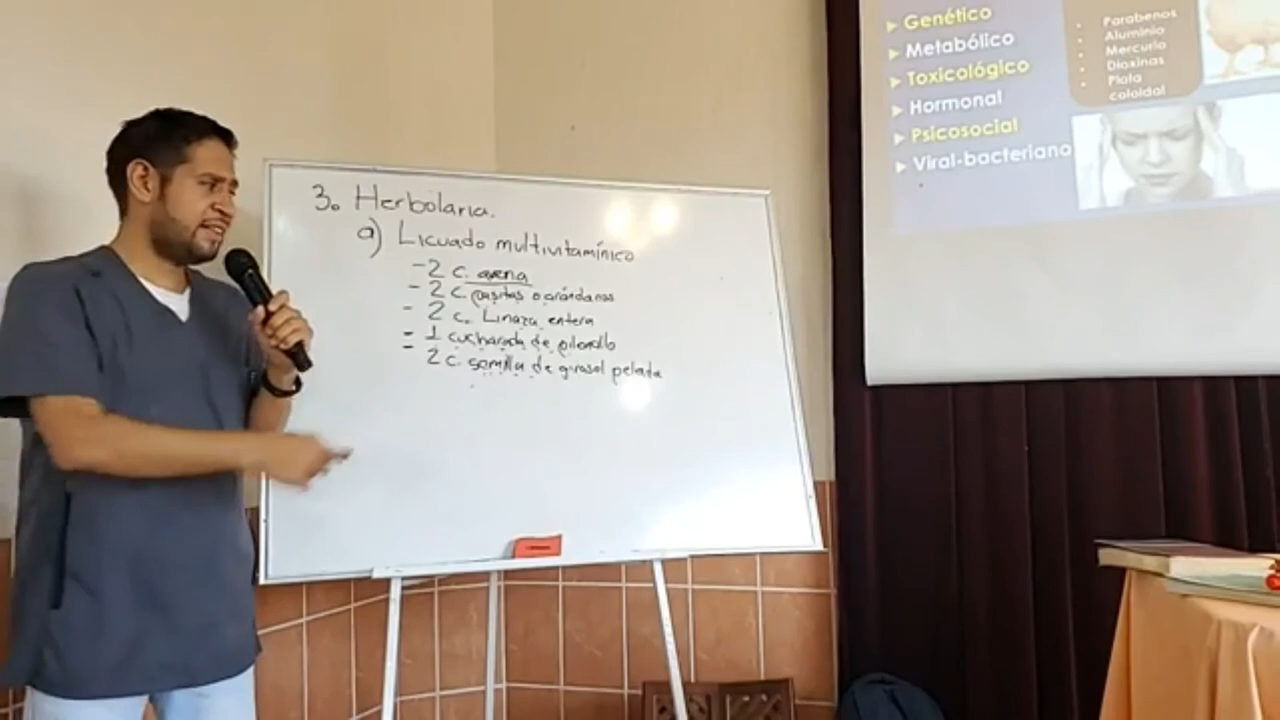 3. Herbolaria.
a) Licuado multivitamínico
- 2 c. avena
- 2 c. pasitas o arándanos
- 2 c. Linaza entera
- 1 cucharada de piloncillo
- 2 c. semilla de girasol pelada
Genético
Metabólico
Toxicológico
Hormonal
Psicosocial
Viral-bacteriano
• Parabenos
• Aluminio
• Mercurio
• Dioxinas
• Plata
coloidal